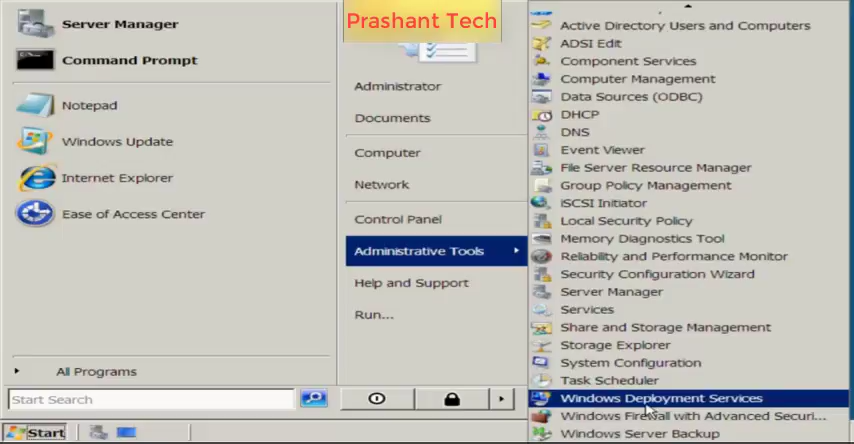 Prashant Tech
Server Manager
Command Prompt
Notepad
Windows Update
Internet Explorer
Ease of Access Center
All Programs
Start Search
Start
Administrator
Documents
Computer
Network
Control Panel
Administrative Tools
Help and Support
Run...
Active Directory Users and Computers
ADSI Edit
Component Services
Computer Management
Data Sources (ODBC)
DHCP
DNS
Event Viewer
File Server Resource Manager
Group Policy Management
iSCSI Initiator
Local Security Policy
Memory Diagnostics Tool
Reliability and Performance Monitor
Security Configuration Wizard
Server Manager
Services
Share and Storage Management
Storage Explorer
System Configuration
Task Scheduler
Windows Deployment Services
Windows Firewall with Advanced Securi...
Windows Server Backup